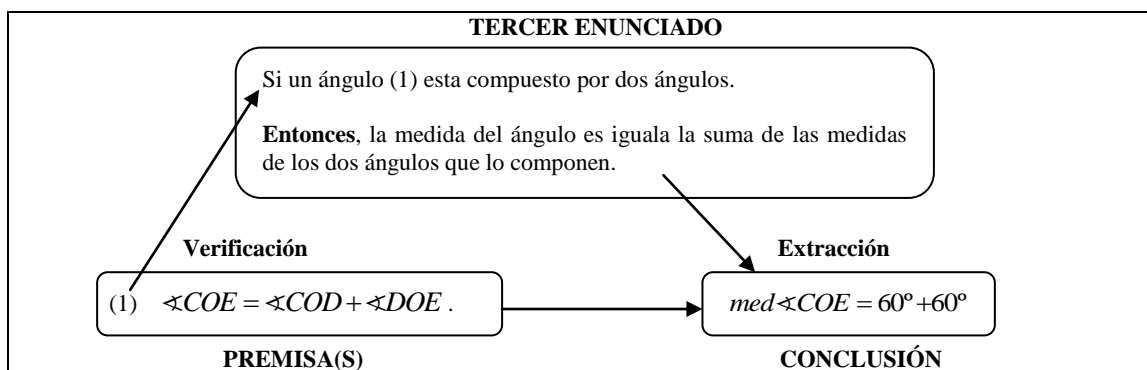 TERCER ENUNCIADO
Si un ángulo (1) esta compuesto por dos ángulos.
Entonces, la medida del ángulo es iguala la suma de las medidas
de los dos ángulos que lo componen.
Verificación
Extracción
(1) ∢COE = ∢COD + ∢DOE .
med∢COE = 60º +60º
PREMISA(S)
CONCLUSIÓN